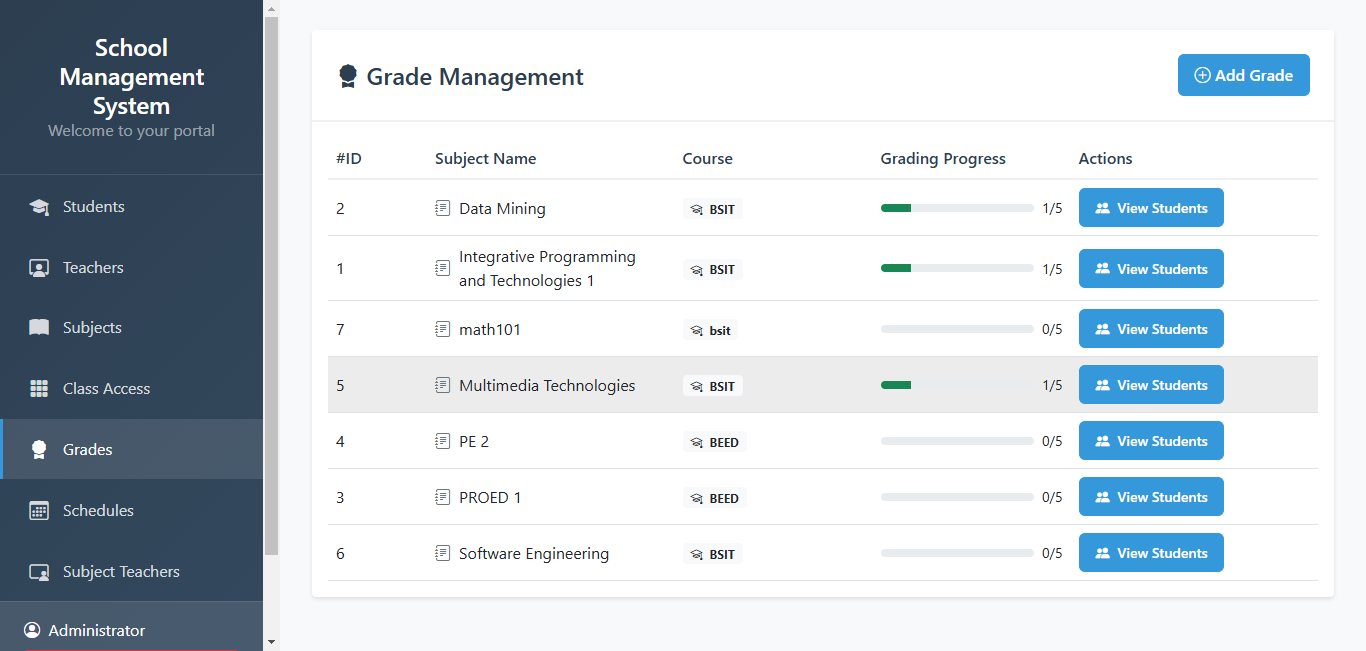 School
Management
System
Welcome to your portal
Students
Teachers
Subjects
Class Access
Grades
Schedules
Subject Teachers
Administrator
Grade Management
Add Grade
#ID Subject Name Course Grading Progress Actions
2 Data Mining BSIT 1/5 View Students
1 Integrative Programming
and Technologies 1 BSIT 1/5 View Students
7 math101 bsit 0/5 View Students
5 Multimedia Technologies BSIT 1/5 View Students
4 PE 2 BEED 0/5 View Students
3 PROED 1 BEED 0/5 View Students
6 Software Engineering BSIT 0/5 View Students